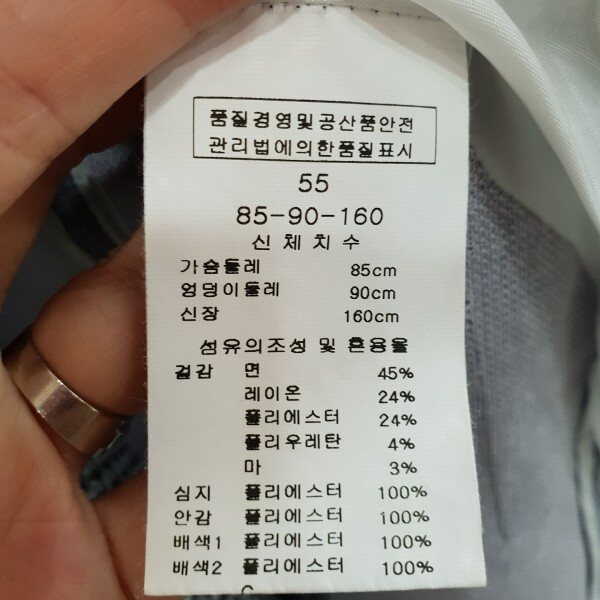 품질경영및공산품안전
관리법에의한품질표시
55
85-90-160
신체치수
가슴둘레 85cm
엉덩이둘레 90cm
신장 160cm
섬유의조성 및 혼용율
겉감 면 45%
레이온 24%
폴리에스터 24%
폴리우레탄 4%
마 3%
심지 폴리에스터 100%
안감 폴리에스터 100%
배색1 폴리에스터 100%
배색2 폴리에스터 100%